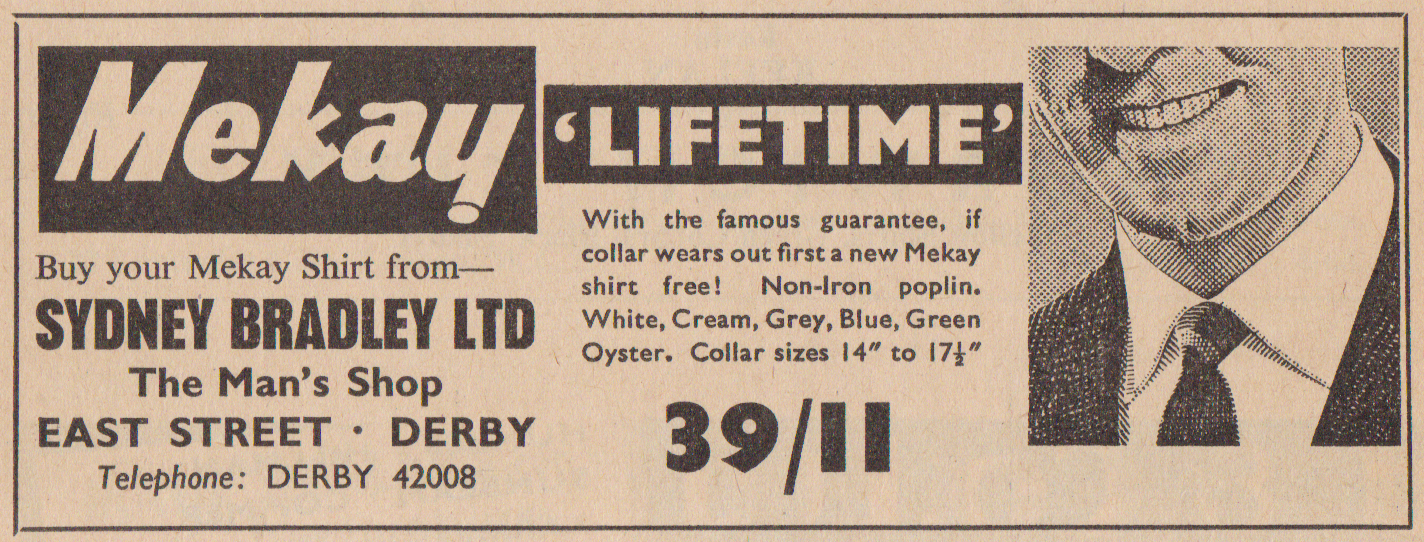 Mekay
Buy your Mekay Shirt from—
SYDNEY BRADLEY LTD
The Man's Shop
EAST STREET · DERBY
Telephone: DERBY 42008
‘LIFETIME’
With the famous guarantee, if
collar wears out first a new Mekay
shirt free! Non-Iron poplin.
White, Cream, Grey, Blue, Green
Oyster. Collar sizes 14″ to 17½″
39/11